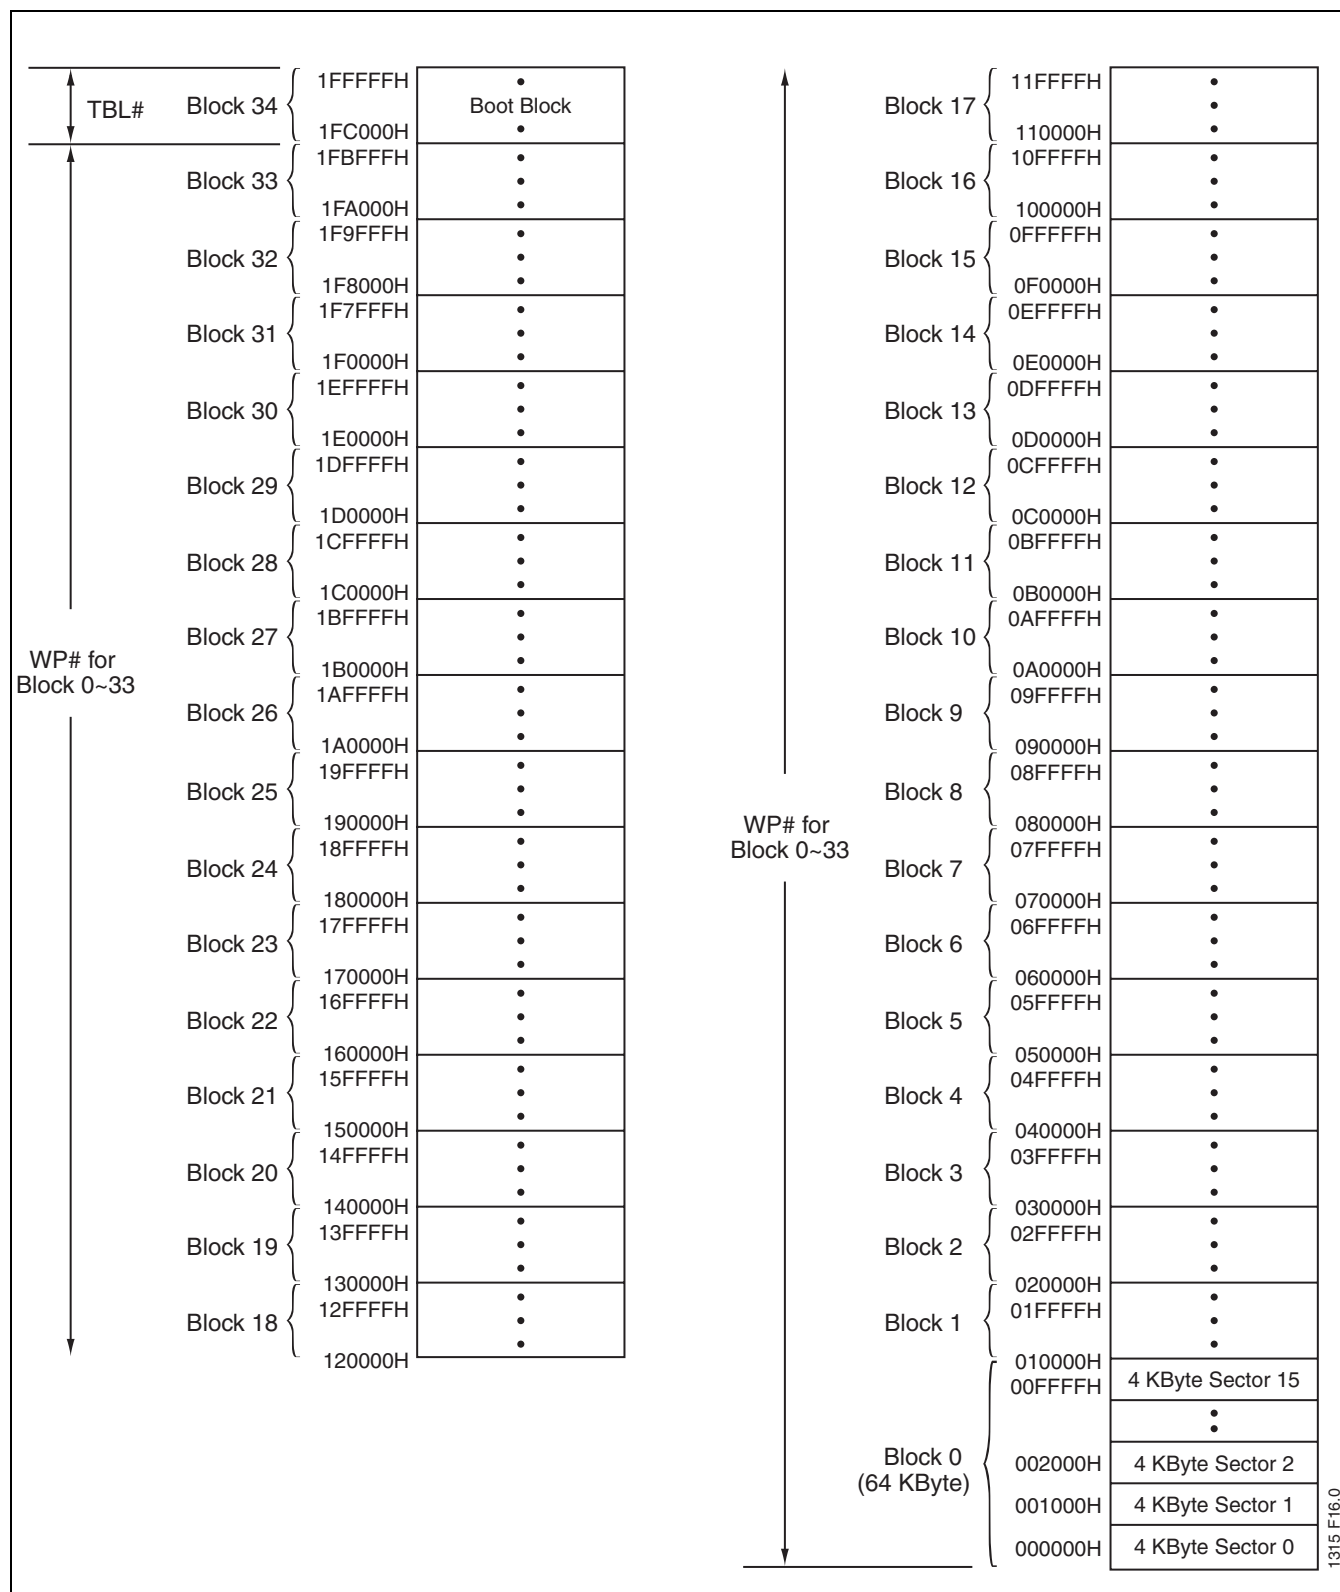 TBL#
Block 34
1FFFFFH
1FC000H
Boot Block
Block 33
1FBFFFH
1FA000H
Block 32
1F9FFFH
1F8000H
Block 31
1F7FFFH
1F0000H
Block 30
1EFFFFH
1E0000H
Block 29
1DFFFFH
1D0000H
Block 28
1CFFFFH
1C0000H
Block 27
1BFFFFH
1B0000H
WP# for
Block 0~33
Block 26
1AFFFFH
1A0000H
Block 25
19FFFFH
190000H
Block 24
18FFFFH
180000H
Block 23
17FFFFH
170000H
Block 22
16FFFFH
160000H
Block 21
15FFFFH
150000H
Block 20
14FFFFH
140000H
Block 19
13FFFFH
130000H
Block 18
12FFFFH
120000H
Block 17
11FFFFH
110000H
Block 16
10FFFFH
100000H
Block 15
0FFFFFH
0F0000H
Block 14
0EFFFFH
0E0000H
Block 13
0DFFFFH
0D0000H
Block 12
0CFFFFH
0C0000H
Block 11
0BFFFFH
0B0000H
Block 10
0AFFFFH
0A0000H
Block 9
09FFFFH
090000H
Block 8
08FFFFH
080000H
WP# for
Block 0~33
Block 7
07FFFFH
070000H
Block 6
06FFFFH
060000H
Block 5
05FFFFH
050000H
Block 4
04FFFFH
040000H
Block 3
03FFFFH
030000H
Block 2
02FFFFH
020000H
Block 1
01FFFFH
010000H
Block 0
(64 KByte)
00FFFFH
4 KByte Sector 15
002000H
4 KByte Sector 2
001000H
4 KByte Sector 1
000000H
4 KByte Sector 0
1315 F16.0